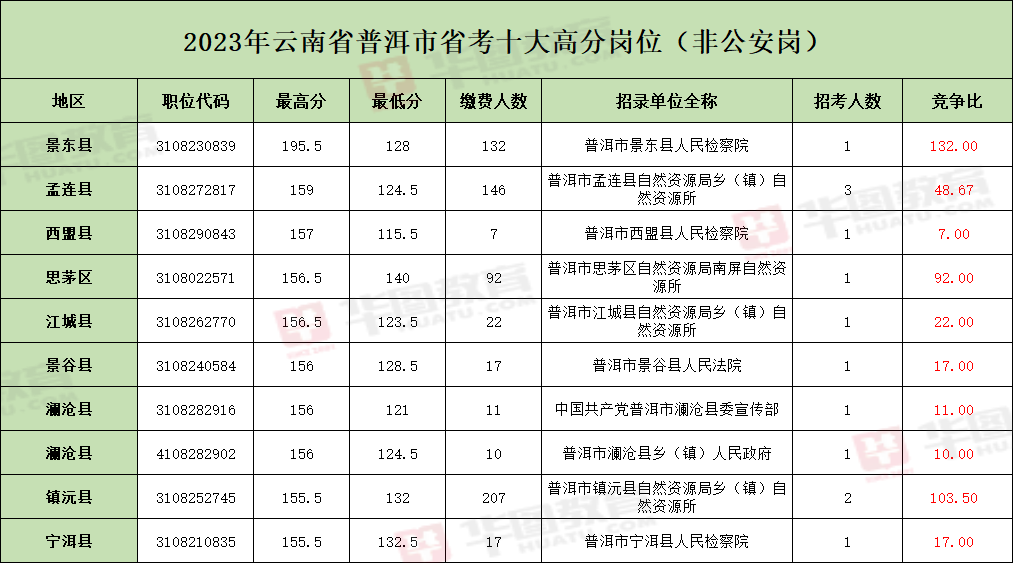 2023年云南省普洱市省考十大高分岗位（非公安岗）
地区 职位代码 最高分 最低分 缴费人数 招录单位全称 招考人数 竞争比
景东县 3108230839 195.5 128 132 普洱市景东县人民检察院 1 132.00
孟连县 3108272817 159 124.5 146 普洱市孟连县自然资源局乡（镇）自 3 48.67
然资源所
西盟县 3108290843 157 115.5 7 普洱市西盟县人民检察院 1 7.00
思茅区 3108022571 156.5 140 92 普洱市思茅区自然资源局南屏自然资 1 92.00
源所
江城县 3108262770 156.5 123.5 22 普洱市江城县自然资源局乡（镇）自 1 22.00
然资源所
景谷县 3108240584 156 128.5 17 普洱市景谷县人民法院 1 17.00
澜沧县 3108282916 156 121 11 中国共产党普洱市澜沧县委宣传部 1 11.00
澜沧县 4108282902 156 124.5 10 普洱市澜沧县乡（镇）人民政府 1 10.00
镇沅县 3108252745 155.5 132 207 普洱市镇沅县自然资源局乡（镇）自 2 103.50
然资源所
宁洱县 3108210835 155.5 132.5 17 普洱市宁洱县人民检察院 1 17.00
华图教育
HUATU.COM